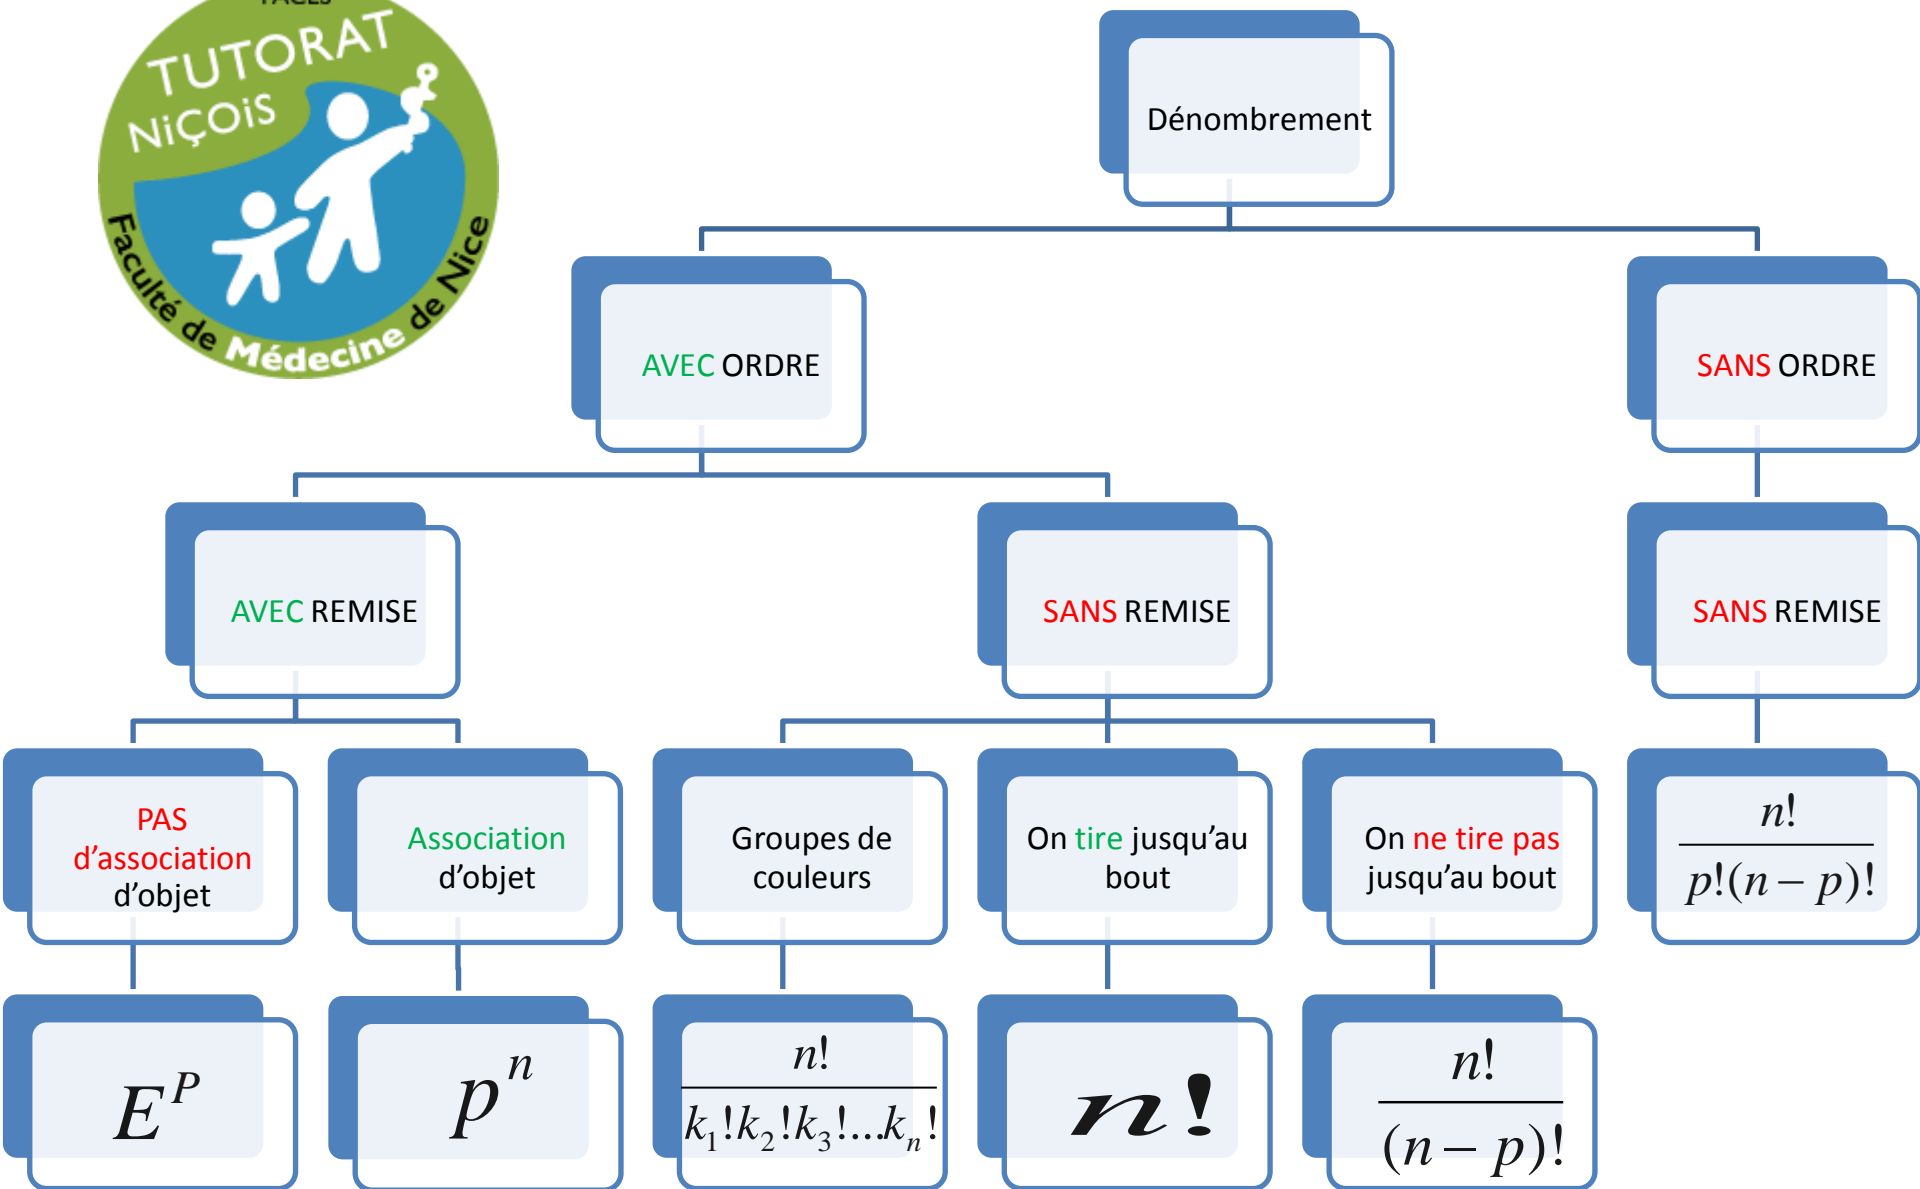 PACES
TUTORAT
NiÇOiS
Faculté de Médecine de Nice
Dénombrement
AVEC ORDRE
SANS ORDRE
AVEC REMISE
SANS REMISE
SANS REMISE
PAS
d’association
d’objet
Association
d’objet
Groupes de
couleurs
On tire jusqu’au
bout
On ne tire pas
jusqu’au bout
n!
p!(n − p)!
E^P
p^n
n!
k₁!k₂!k₃!...kₙ!
n!
n!
(n − p)!